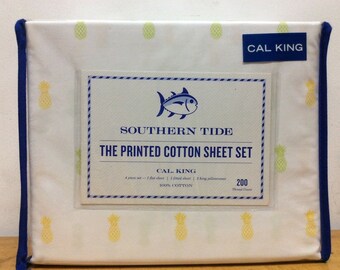 CAL KING
SOUTHERN TIDE
THE PRINTED COTTON SHEET SET
CAL. KING
100% COTTON
200